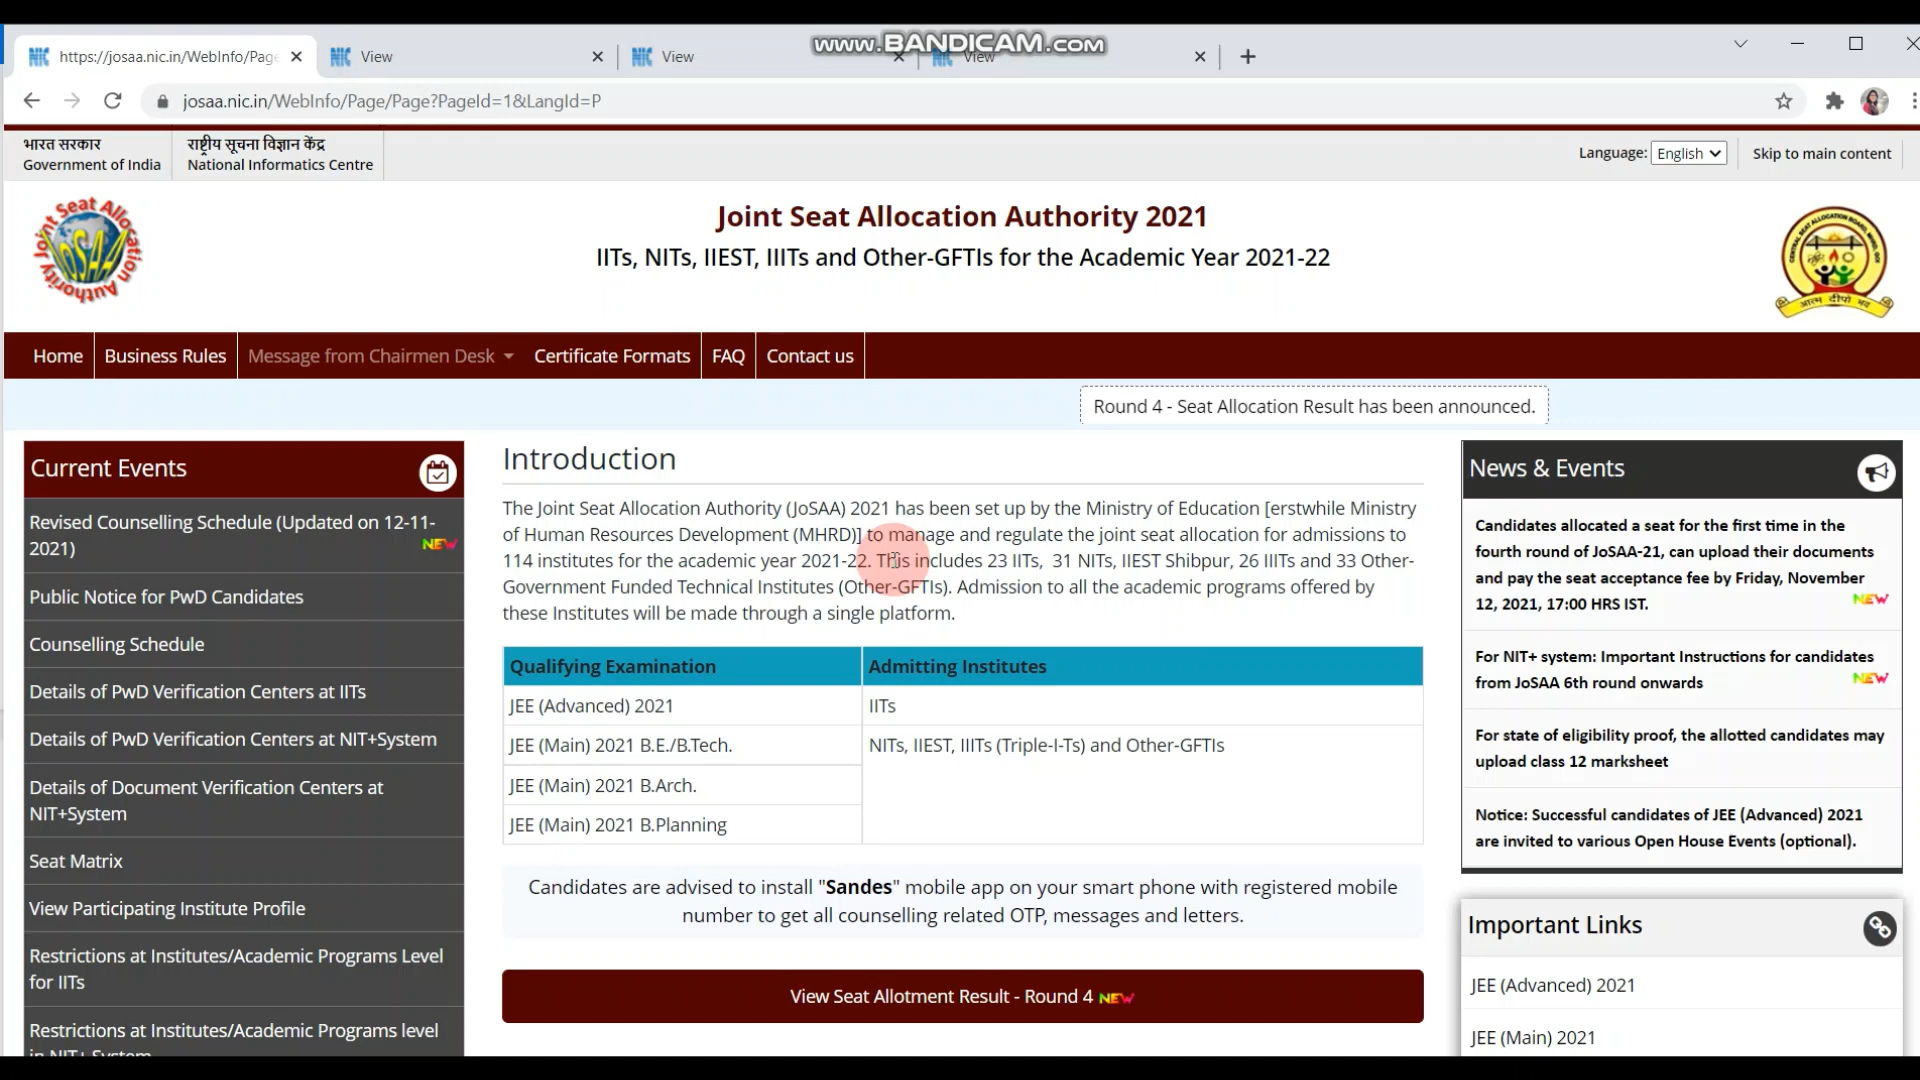 www.BANDICAM.com
https://josaa.nic.in/WebInfo/Page
View
View
View
josaa.nic.in/WebInfo/Page/Page?PageId=1&LangId=P
भारत सरकार
Government of India
राष्ट्रीय सूचना विज्ञान केंद्र
National Informatics Centre
Language: English
Skip to main content
Joint Seat Allocation Authority
JoSAA
Joint Seat Allocation Authority 2021
IITs, NITs, IIEST, IIITs and Other-GFTIs for the Academic Year 2021-22
Home
Business Rules
Message from Chairmen Desk
Certificate Formats
FAQ
Contact us
Round 4 - Seat Allocation Result has been announced.
Current Events
Revised Counselling Schedule (Updated on 12-11-
2021) NEW
Public Notice for PwD Candidates
Counselling Schedule
Details of PwD Verification Centers at IITs
Details of PwD Verification Centers at NIT+System
Details of Document Verification Centers at
NIT+System
Seat Matrix
View Participating Institute Profile
Restrictions at Institutes/Academic Programs Level
for IITs
Restrictions at Institutes/Academic Programs level
in NIT+ System
Introduction
The Joint Seat Allocation Authority (JoSAA) 2021 has been set up by the Ministry of Education [erstwhile Ministry
of Human Resources Development (MHRD)] to manage and regulate the joint seat allocation for admissions to
114 institutes for the academic year 2021-22. This includes 23 IITs, 31 NITs, IIEST Shibpur, 26 IIITs and 33 Other-
Government Funded Technical Institutes (Other-GFTIs). Admission to all the academic programs offered by
these Institutes will be made through a single platform.
Qualifying Examination
Admitting Institutes
JEE (Advanced) 2021
IITs
JEE (Main) 2021 B.E./B.Tech.
NITs, IIEST, IIITs (Triple-I-Ts) and Other-GFTIs
JEE (Main) 2021 B.Arch.
JEE (Main) 2021 B.Planning
Candidates are advised to install "Sandes" mobile app on your smart phone with registered mobile
number to get all counselling related OTP, messages and letters.
View Seat Allotment Result - Round 4 NEW
News & Events
Candidates allocated a seat for the first time in the
fourth round of JoSAA-21, can upload their documents
and pay the seat acceptance fee by Friday, November
12, 2021, 17:00 HRS IST. NEW
For NIT+ system: Important Instructions for candidates
from JoSAA 6th round onwards NEW
For state of eligibility proof, the allotted candidates may
upload class 12 marksheet
Notice: Successful candidates of JEE (Advanced) 2021
are invited to various Open House Events (optional).
Important Links
JEE (Advanced) 2021
JEE (Main) 2021